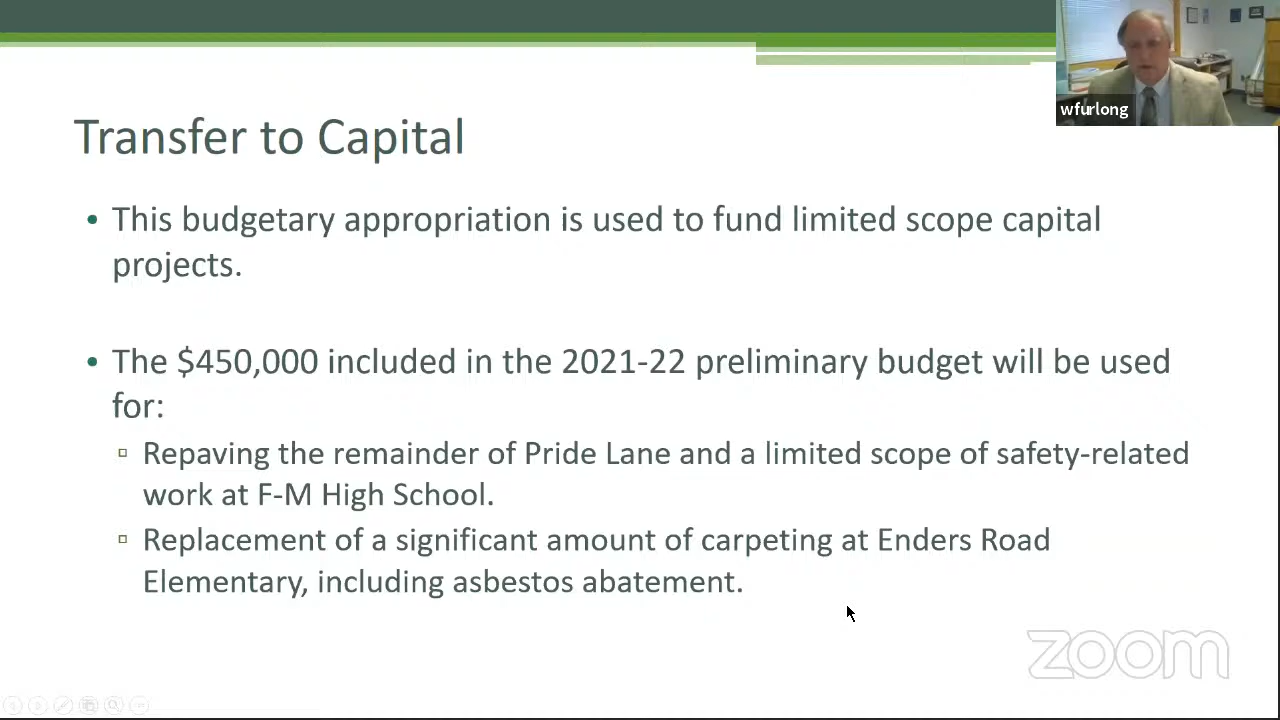 wfurlong
Transfer to Capital
• This budgetary appropriation is used to fund limited scope capital
projects.
• The $450,000 included in the 2021-22 preliminary budget will be used
for:
▫ Repaving the remainder of Pride Lane and a limited scope of safety-related
work at F-M High School.
▫ Replacement of a significant amount of carpeting at Enders Road
Elementary, including asbestos abatement.
zoom